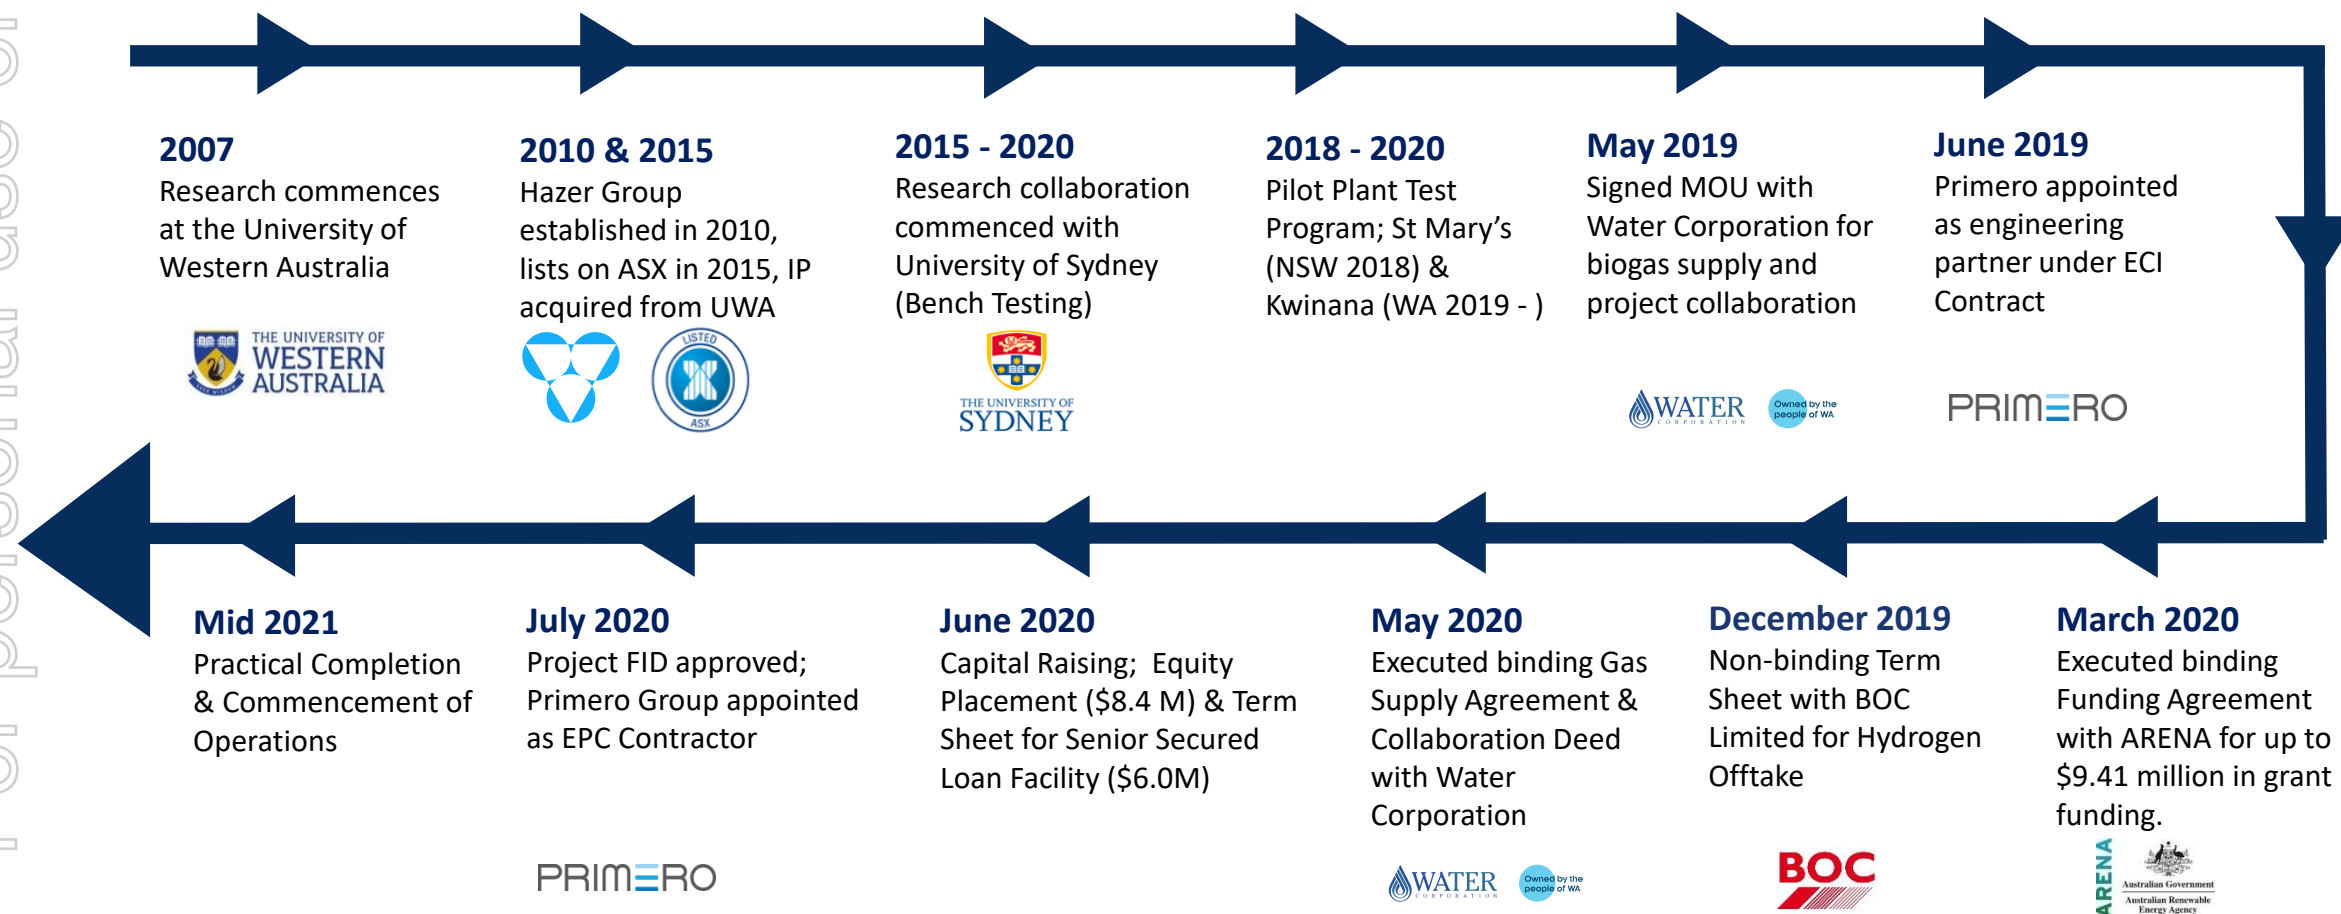 For personal use on
2007
Research commences
at the University of
Western Australia
THE UNIVERSITY OF
WESTERN
AUSTRALIA
2010 & 2015
Hazer Group
established in 2010,
lists on ASX in 2015, IP
acquired from UWA
LISTED
ASX
2015 - 2020
Research collaboration
commenced with
University of Sydney
(Bench Testing)
THE UNIVERSITY OF
SYDNEY
2018 - 2020
Pilot Plant Test
Program; St Mary’s
(NSW 2018) &
Kwinana (WA 2019 - )
May 2019
Signed MOU with
Water Corporation for
biogas supply and
project collaboration
WATER
CORPORATION
Owned by the
people of WA
June 2019
Primero appointed
as engineering
partner under ECI
Contract
PRIMERO
Mid 2021
Practical Completion
& Commencement of
Operations
July 2020
Project FID approved;
Primero Group appointed
as EPC Contractor
PRIMERO
June 2020
Capital Raising;  Equity
Placement ($8.4 M) & Term
Sheet for Senior Secured
Loan Facility ($6.0M)
May 2020
Executed binding Gas
Supply Agreement &
Collaboration Deed
with Water
Corporation
WATER
CORPORATION
Owned by the
people of WA
December 2019
Non-binding Term
Sheet with BOC
Limited for Hydrogen
Offtake
BOC
March 2020
Executed binding
Funding Agreement
with ARENA for up to
$9.41 million in grant
funding.
ARENA
Australian Government
Australian Renewable
Energy Agency